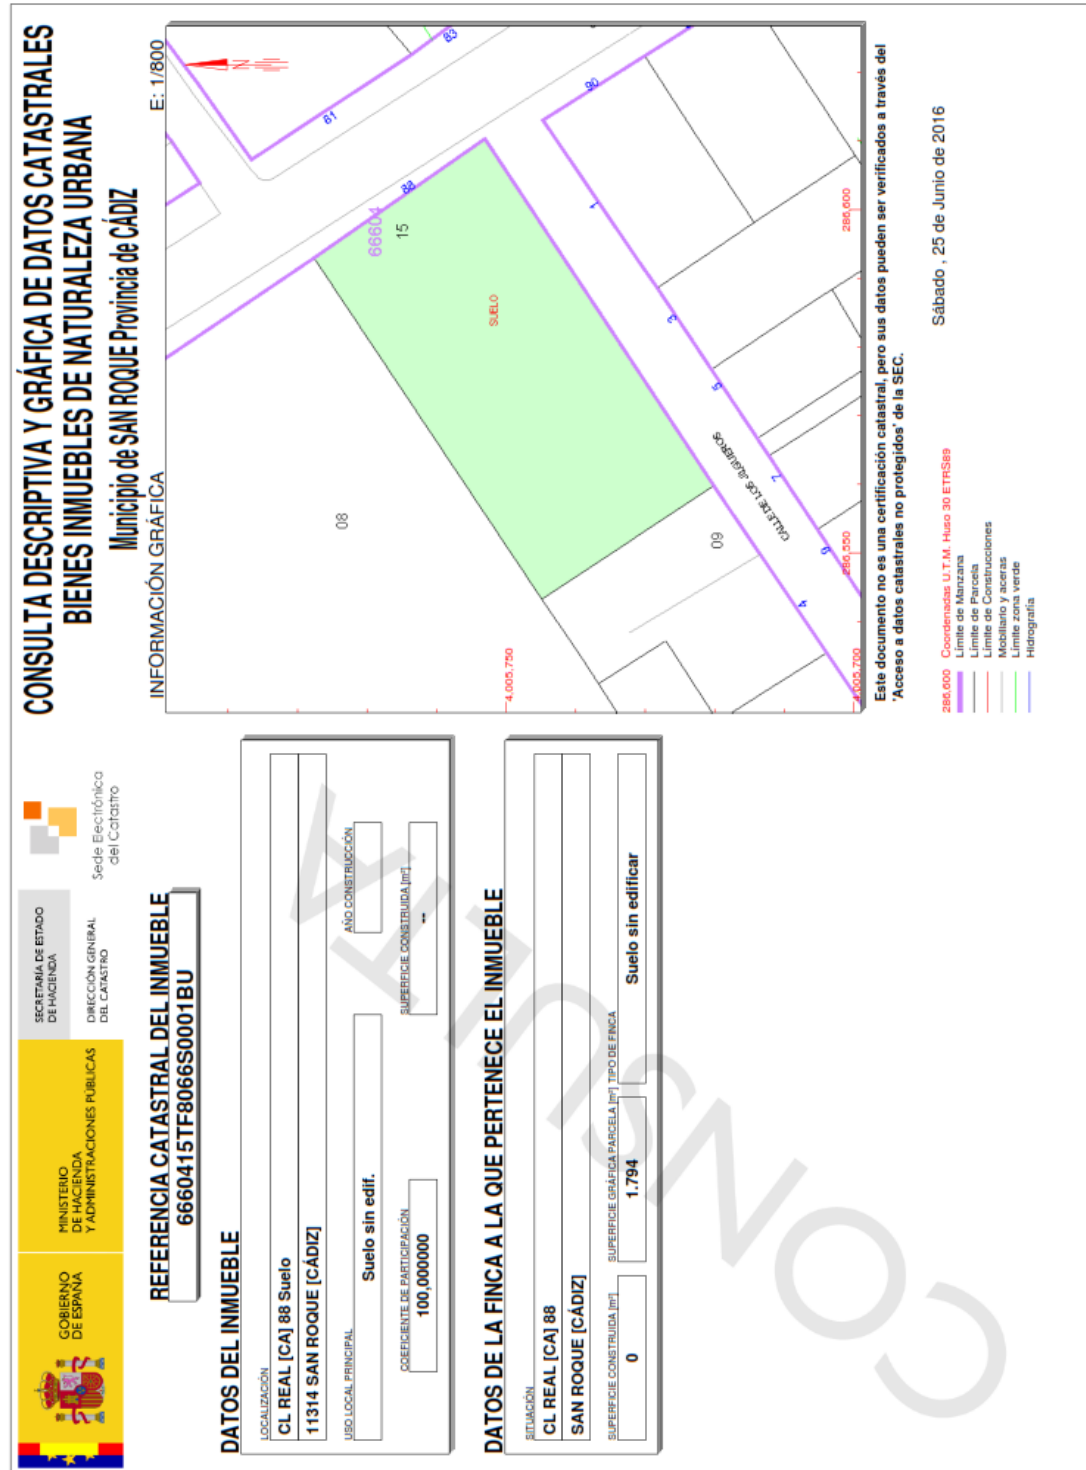 GOBIERNO
DE ESPAÑA
MINISTERIO
DE HACIENDA
Y ADMINISTRACIONES PÚBLICAS
SECRETARÍA DE ESTADO
DE HACIENDA
DIRECCIÓN GENERAL
DEL CATASTRO
Sede Electrónica
del Catastro
CONSULTA DESCRIPTIVA Y GRÁFICA DE DATOS CATASTRALES
BIENES INMUEBLES DE NATURALEZA URBANA
Municipio de SAN ROQUE Provincia de CÁDIZ
REFERENCIA CATASTRAL DEL INMUEBLE
6660415TF8066S0001BU
DATOS DEL INMUEBLE
LOCALIZACIÓN
CL REAL [CA] 88 Suelo
11314 SAN ROQUE [CÁDIZ]
USO LOCAL PRINCIPAL
Suelo sin edif.
AÑO CONSTRUCCIÓN
COEFICIENTE DE PARTICIPACIÓN
100,000000
SUPERFICIE CONSTRUIDA [m²]
--
DATOS DE LA FINCA A LA QUE PERTENECE EL INMUEBLE
SITUACIÓN
CL REAL [CA] 88
SAN ROQUE [CÁDIZ]
SUPERFICIE CONSTRUIDA [m²]
0
SUPERFICIE GRÁFICA PARCELA [m²]
1.794
TIPO DE FINCA
Suelo sin edificar
CONSULTA
INFORMACIÓN GRÁFICA
E: 1/800
N
83
81
90
88
66604
15
SUELO
08
09
1
3
5
7
9
4
CALLE DE LOS JILGUEROS
4.005.750
4.005.700
286.550
286.600
Este documento no es una certificación catastral, pero sus datos pueden ser verificados a través del
'Acceso a datos catastrales no protegidos' de la SEC.
286.600 Coordenadas U.T.M. Huso 30 ETRS89
Límite de Manzana
Límite de Parcela
Límite de Construcciones
Mobiliario y aceras
Límite zona verde
Hidrografía
Sábado , 25 de Junio de 2016